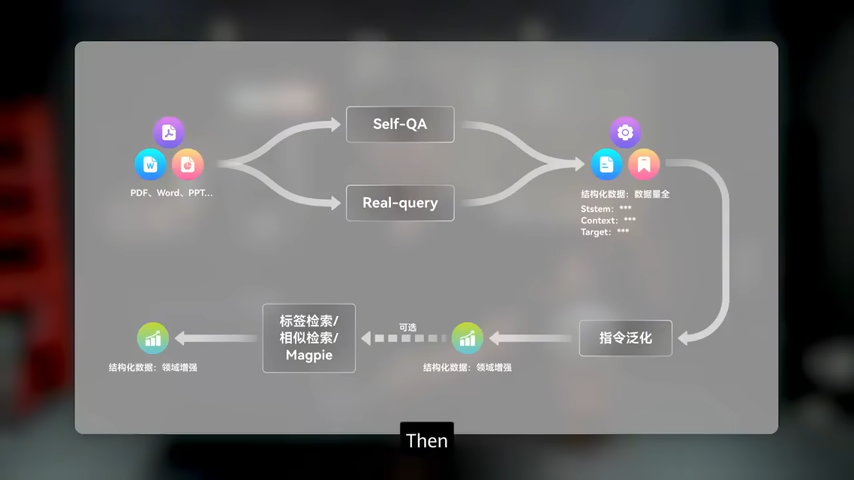 Self-QA
PDF、Word、PPT...
Real-query
结构化数据：数据量全
Ststem：***
Context：***
Target：***
指令泛化
可选
结构化数据：领域增强
标签检索/
相似检索/
Magpie
结构化数据：领域增强
Then